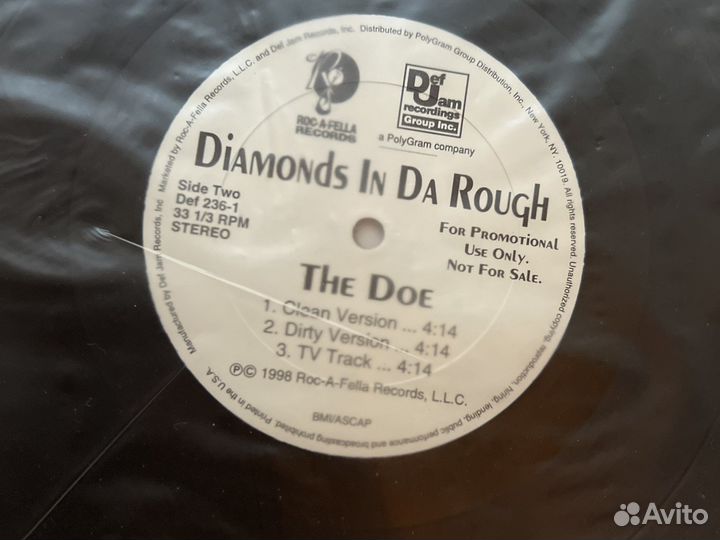 Manufactured by Def Jam Records, Inc Marketed by Roc-A-Fella Records, L.L.C. and Def Jam Records, Inc. Distributed by PolyGram Group Distribution, Inc., New York, NY. 10019. All rights reserved. Unauthorized copying, reproduction, hiring, lending, public performance and broadcasting prohibited. Printed in the U.S.A.
ROC-A-FELLA
RECORDS
Def
Jam
recordings
Group Inc.
a PolyGram company
DIAMONDS IN DA ROUGH
Side Two
Def 236-1
33 1/3 RPM
STEREO
FOR PROMOTIONAL
USE ONLY.
NOT FOR SALE.
THE DOE
1. Clean Version ... 4:14
2. Dirty Version ... 4:14
3. TV Track ... 4:14
Ⓟ© 1998 Roc-A-Fella Records, L.L.C.
BMI/ASCAP
Avito